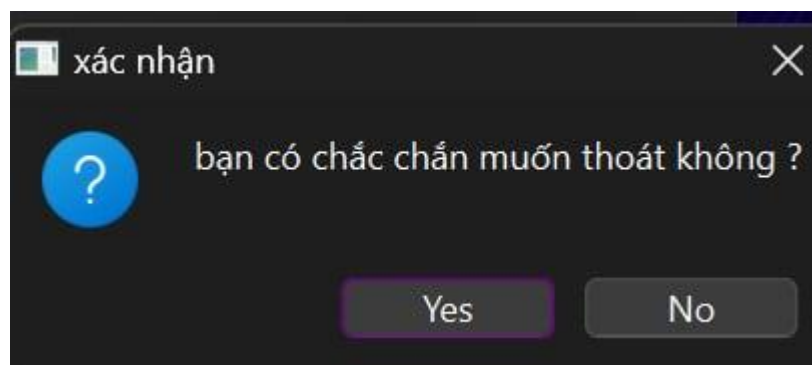 xác nhận
bạn có chắc chắn muốn thoát không ?
Yes
No